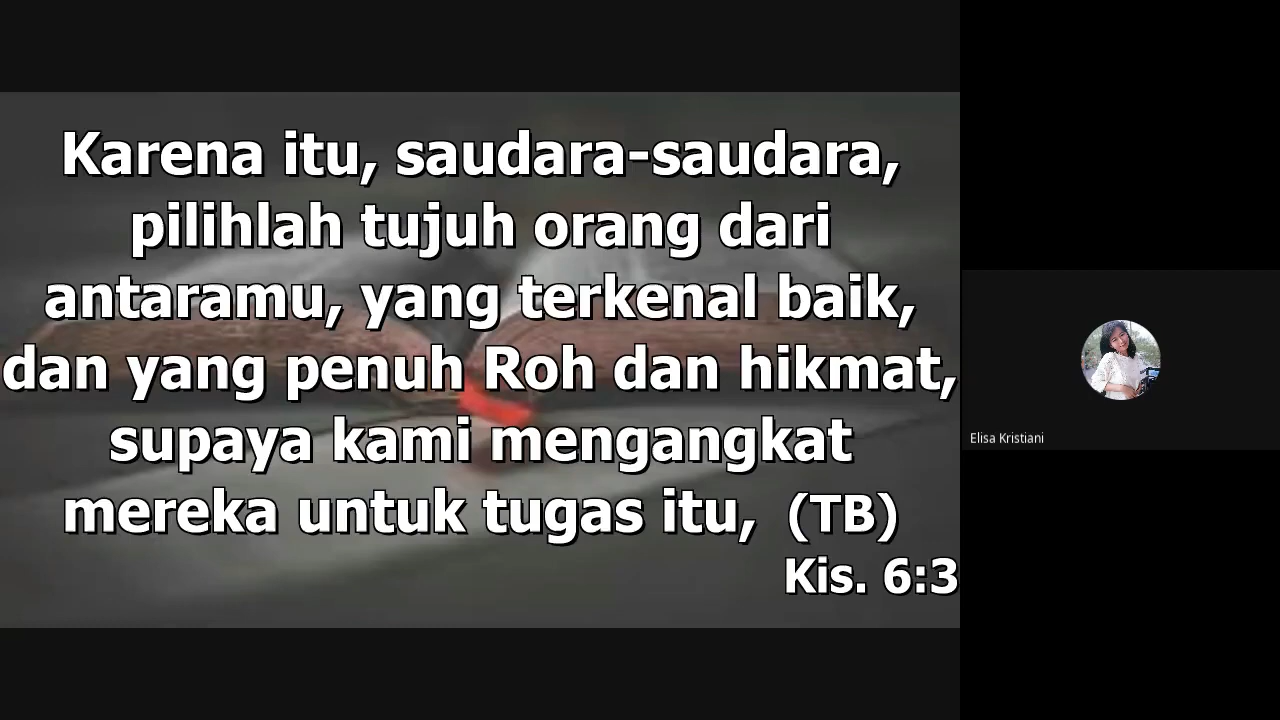 Karena itu, saudara-saudara,
pilihlah tujuh orang dari
antaramu, yang terkenal baik,
dan yang penuh Roh dan hikmat,
supaya kami mengangkat
mereka untuk tugas itu, (TB)
Kis. 6:3
Elisa Kristiani